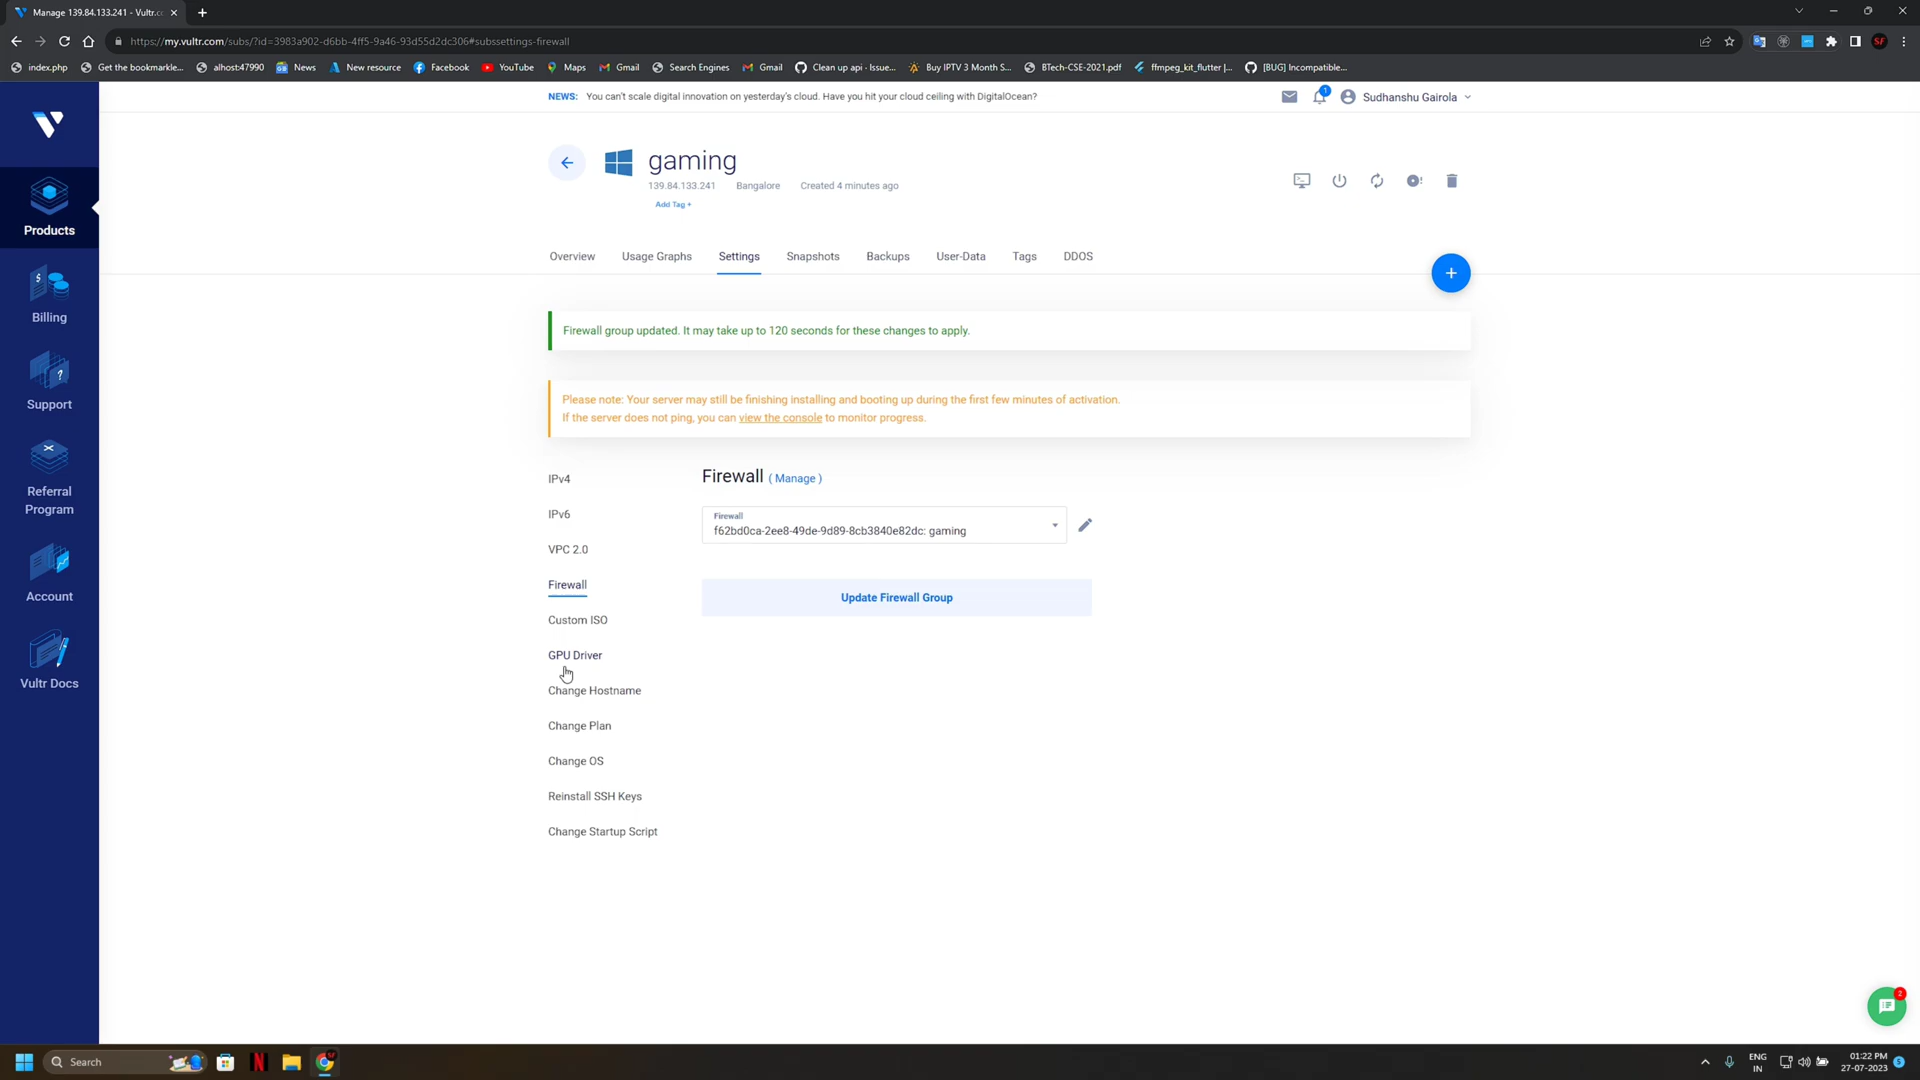 Manage 139.84.133.241 - Vultr.c
https://my.vultr.com/subs/?id=3983a902-d6bb-4ff5-9a46-93d55d2dc306#subssettings-firewall
index.php
Get the bookmarkle...
alhost:47990
News
New resource
Facebook
YouTube
Maps
Gmail
Search Engines
Gmail
Clean up api · Issue...
Buy IPTV 3 Month S...
BTech-CSE-2021.pdf
ffmpeg_kit_flutter |...
[BUG] Incompatible...
NEWS: You can't scale digital innovation on yesterday's cloud. Have you hit your cloud ceiling with DigitalOcean?
1
Sudhanshu Gairola
Products
Billing
Support
Referral
Program
Account
Vultr Docs
gaming
139.84.133.241 Bangalore Created 4 minutes ago
Add Tag +
Overview Usage Graphs Settings Snapshots Backups User-Data Tags DDOS
Firewall group updated. It may take up to 120 seconds for these changes to apply.
Please note: Your server may still be finishing installing and booting up during the first few minutes of activation.
If the server does not ping, you can view the console to monitor progress.
IPv4
IPv6
VPC 2.0
Firewall
Custom ISO
GPU Driver
Change Hostname
Change Plan
Change OS
Reinstall SSH Keys
Change Startup Script
Firewall ( Manage )
Firewall
f62bd0ca-2ee8-49de-9d89-8cb3840e82dc: gaming
Update Firewall Group
2
Search
ENG
IN
01:22 PM
27-07-2023
5